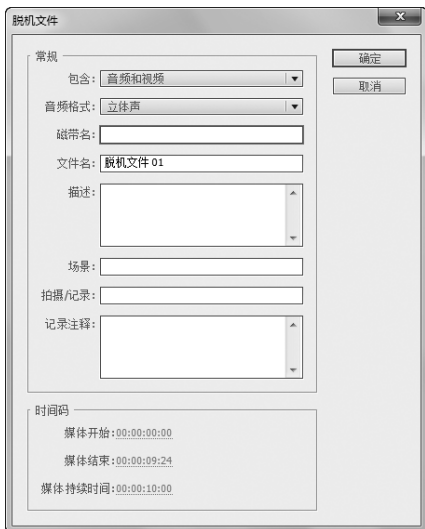 脱机文件
x
常规
确定
包含: 音频和视频
取消
音频格式: 立体声
磁带名:
文件名: 脱机文件 01
描述:
场景:
拍摄/记录:
记录注释:
时间码
媒体开始:00:00:00:00
媒体结束:00:00:09:24
媒体持续时间:00:00:10:00